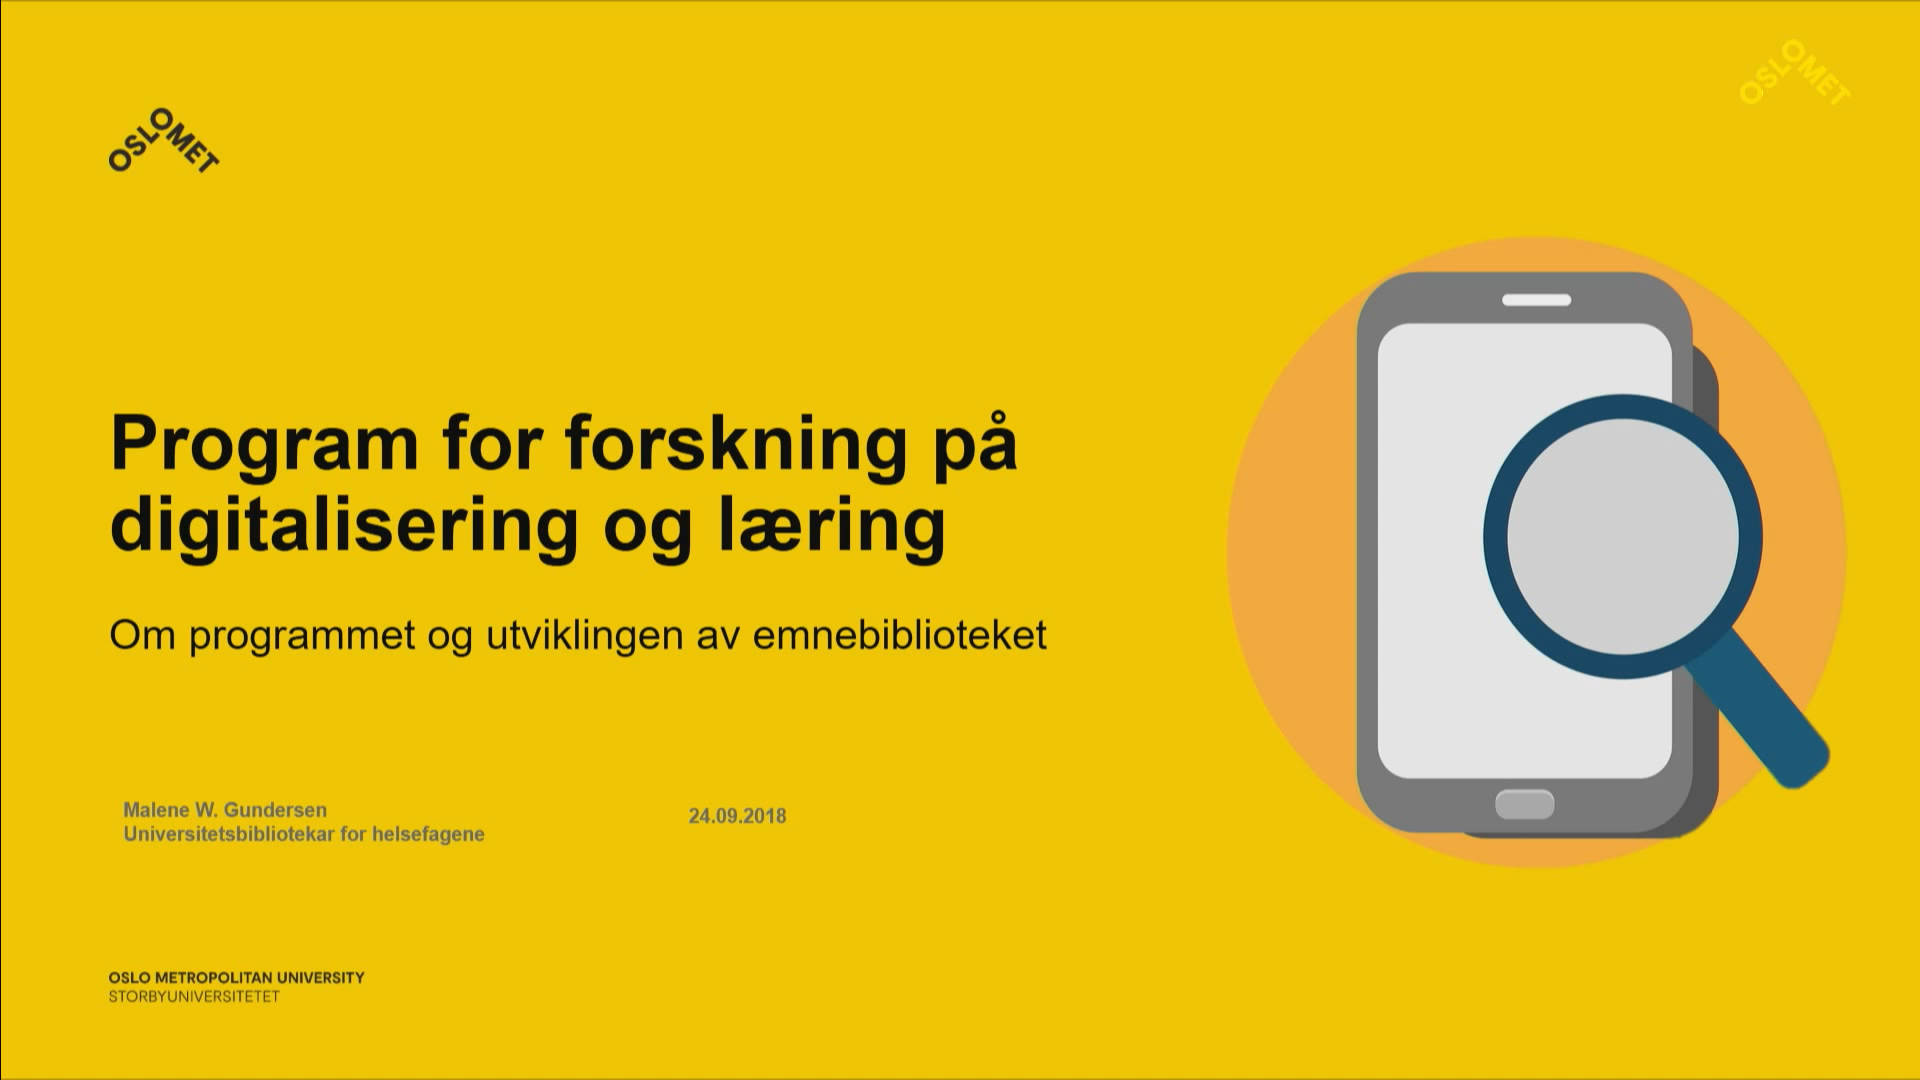 OSLOMET
OSLOMET
Program for forskning på
digitalisering og læring
Om programmet og utviklingen av emnebiblioteket
Malene W. Gundersen
Universitetsbibliotekar for helsefagene
24.09.2018
OSLO METROPOLITAN UNIVERSITY
STORBYUNIVERSITETET